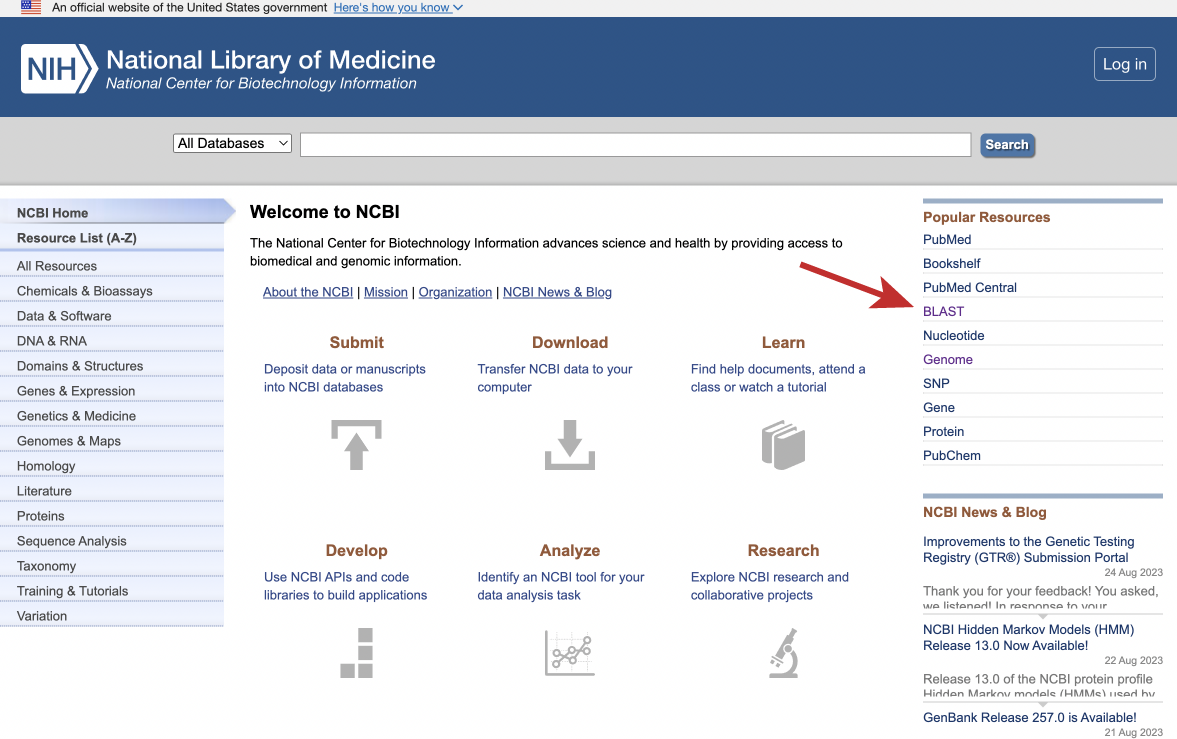 An official website of the United States government Here's how you know
NIH National Library of Medicine
National Center for Biotechnology Information
Log in
All Databases
Search
NCBI Home
Resource List (A-Z)
All Resources
Chemicals & Bioassays
Data & Software
DNA & RNA
Domains & Structures
Genes & Expression
Genetics & Medicine
Genomes & Maps
Homology
Literature
Proteins
Sequence Analysis
Taxonomy
Training & Tutorials
Variation
Welcome to NCBI
The National Center for Biotechnology Information advances science and health by providing access to
biomedical and genomic information.
About the NCBI | Mission | Organization | NCBI News & Blog
Submit
Deposit data or manuscripts
into NCBI databases
Download
Transfer NCBI data to your
computer
Learn
Find help documents, attend a
class or watch a tutorial
Develop
Use NCBI APIs and code
libraries to build applications
Analyze
Identify an NCBI tool for your
data analysis task
Research
Explore NCBI research and
collaborative projects
Popular Resources
PubMed
Bookshelf
PubMed Central
BLAST
Nucleotide
Genome
SNP
Gene
Protein
PubChem
NCBI News & Blog
Improvements to the Genetic Testing
Registry (GTR®) Submission Portal
24 Aug 2023
Thank you for your feedback! You asked,
we listened! In response to your
NCBI Hidden Markov Models (HMM)
Release 13.0 Now Available!
22 Aug 2023
Release 13.0 of the NCBI protein profile
Hidden Markov models (HMMs) used by
GenBank Release 257.0 is Available!
21 Aug 2023